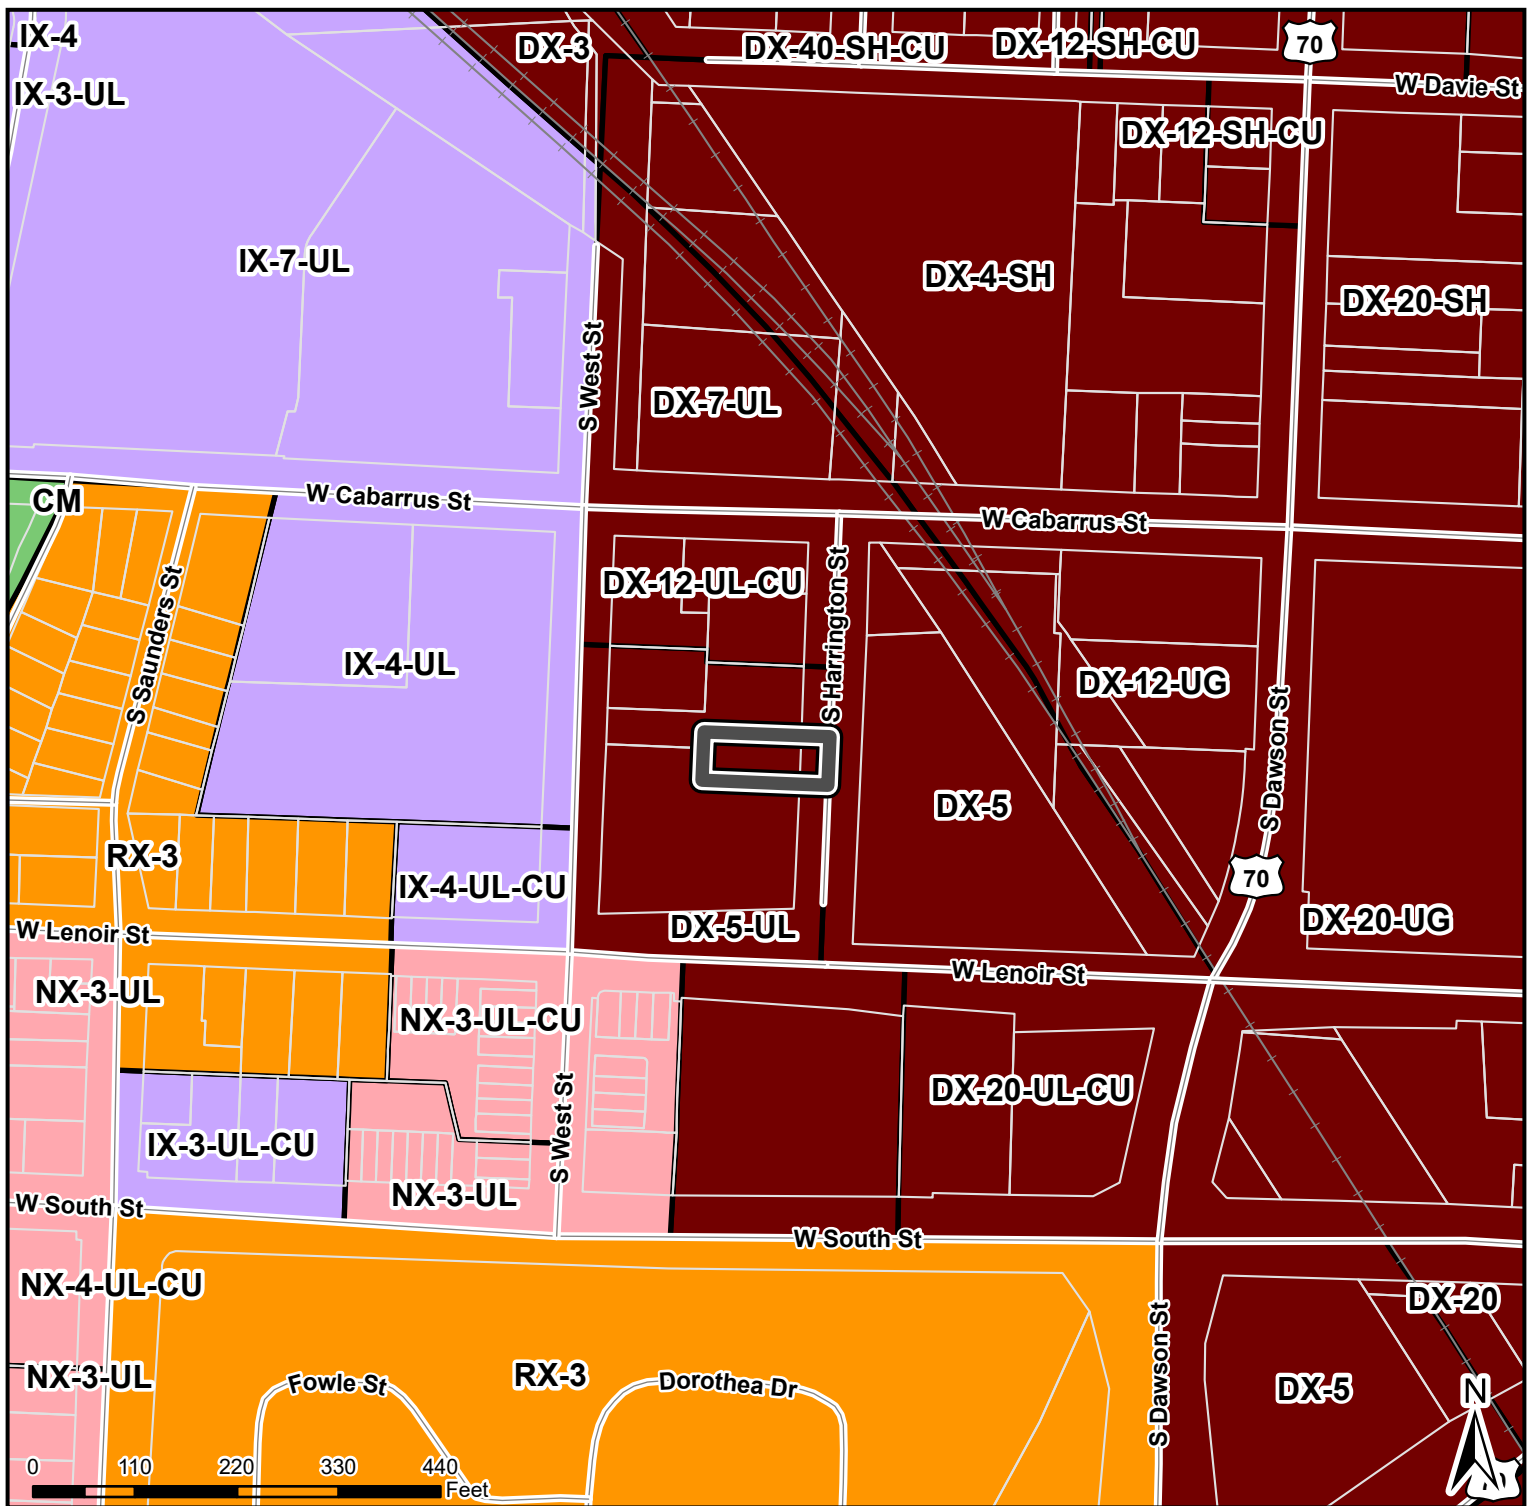 IX-4
DX-3
DX-40-SH-CU
DX-12-SH-CU
70
W Davie St
IX-3-UL
DX-12-SH-CU
IX-7-UL
DX-4-SH
DX-20-SH
S West St
DX-7-UL
CM
W Cabarrus St
W Cabarrus St
DX-12-UL-CU
S Harrington St
S Saunders St
IX-4-UL
DX-12-UG
S Dawson St
DX-5
RX-3
IX-4-UL-CU
70
DX-5-UL
DX-20-UG
W Lenoir St
W Lenoir St
NX-3-UL
NX-3-UL-CU
DX-20-UL-CU
S West St
IX-3-UL-CU
NX-3-UL
W South St
W South St
NX-4-UL-CU
DX-20
S Dawson St
NX-3-UL
Fowle St
RX-3
Dorothea Dr
DX-5
N
0 110 220 330 440
Feet